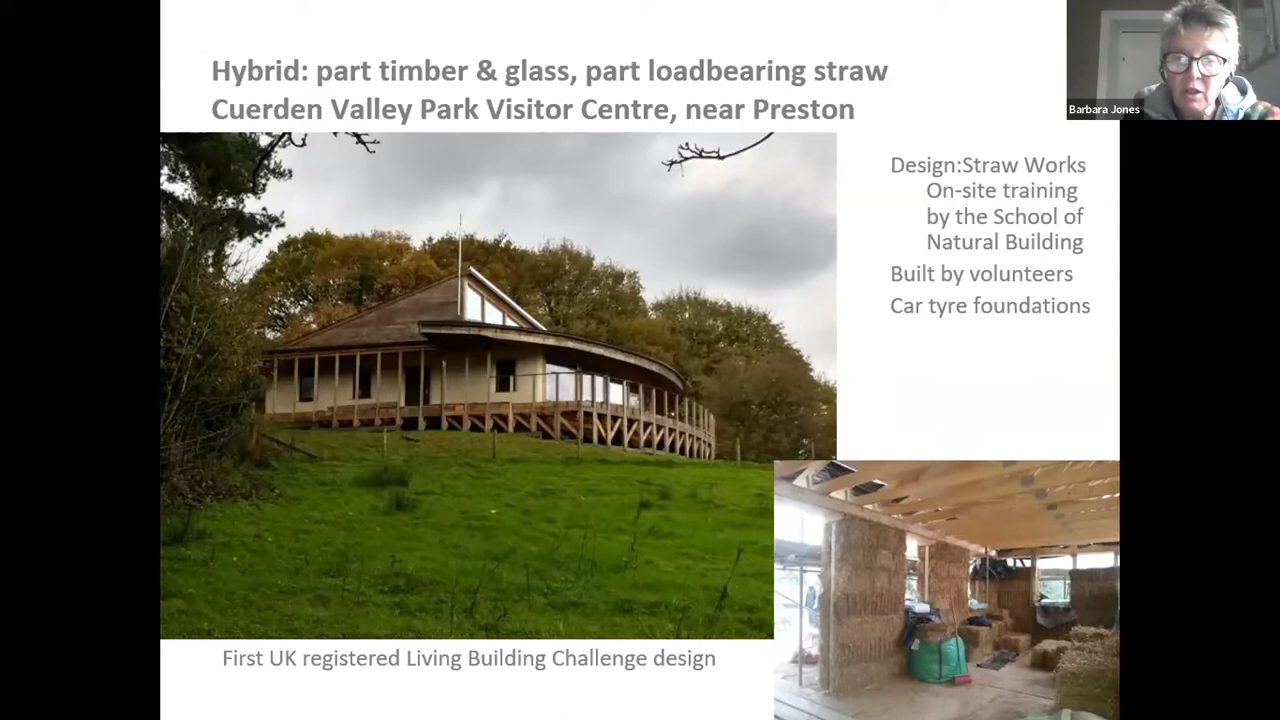 Hybrid: part timber & glass, part loadbearing straw
Cuerden Valley Park Visitor Centre, near Preston
Barbara Jones
Design:Straw Works
On-site training
by the School of
Natural Building
Built by volunteers
Car tyre foundations
First UK registered Living Building Challenge design